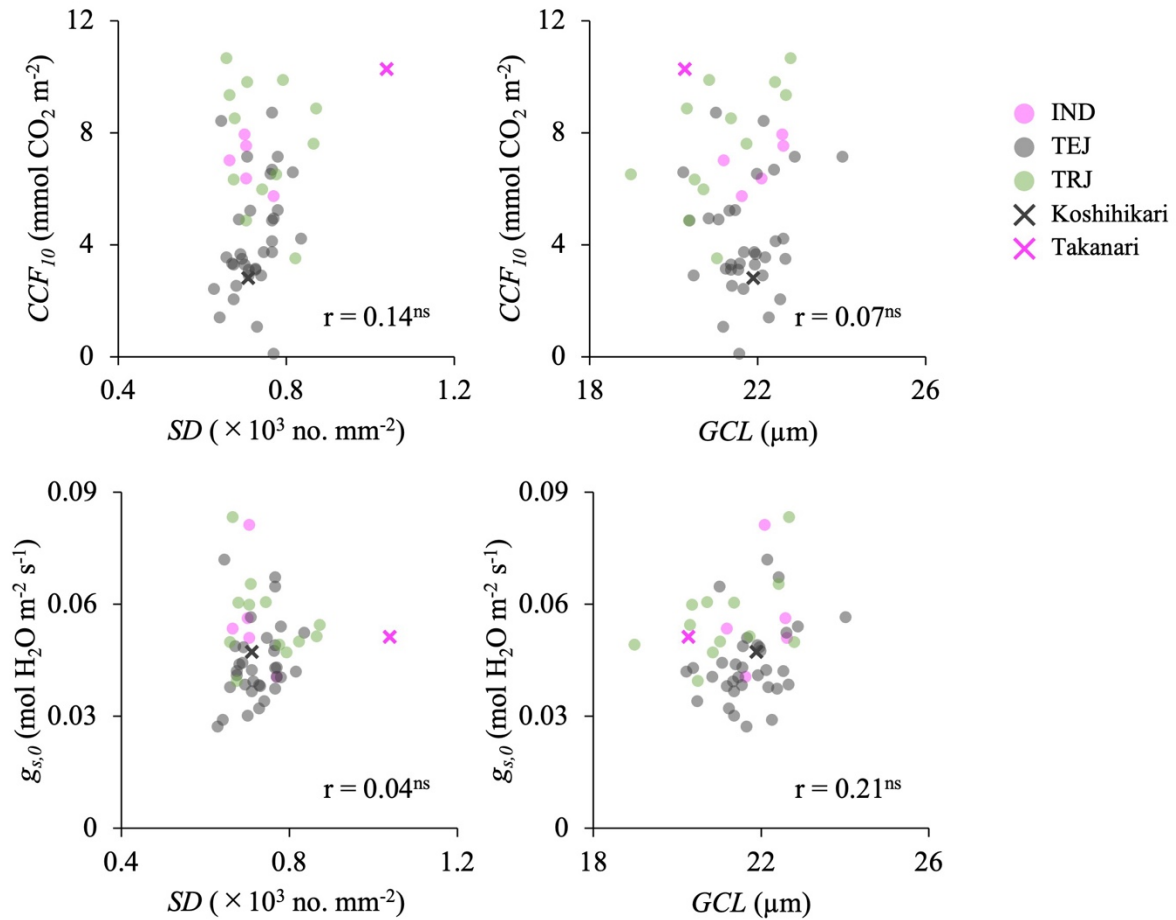 12
8
4
0
CCF10 (mmol CO2 m-2)
r = 0.14ns
0.4 0.8 1.2
SD (×10³ no. mm-2)
12
8
4
0
CCF10 (mmol CO2 m-2)
r = 0.07ns
18 22 26
GCL (µm)
IND
TEJ
TRJ
Koshihikari
Takanari
0.09
0.06
0.03
0
gs,0 (mol H2O m-2 s-1)
r = 0.04ns
0.4 0.8 1.2
SD (×10³ no. mm-2)
0.09
0.06
0.03
0
gs,0 (mol H2O m-2 s-1)
r = 0.21ns
18 22 26
GCL (µm)